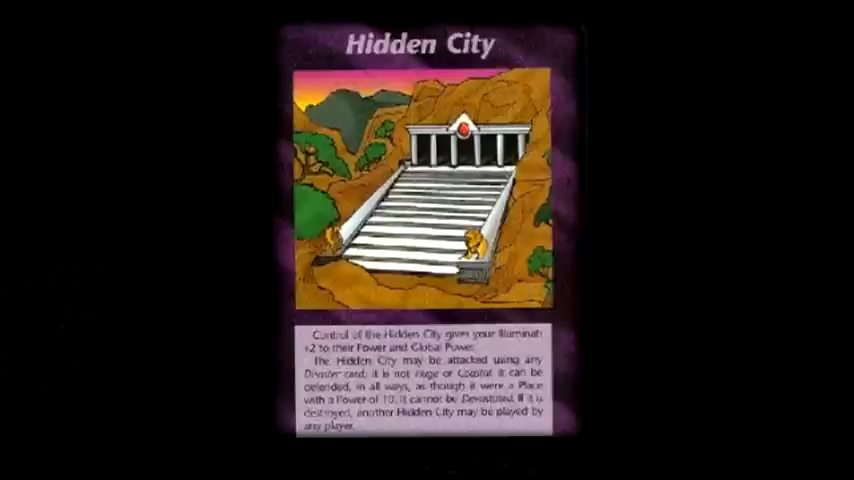 Hidden City
Control of the Hidden City gives your Illuminati
+2 to their Power and Global Power.
The Hidden City may be attacked using any
Disaster card; it is not Huge or Coastal. It can be
defended, in all ways, as though it were a Place
with a Power of 10. It cannot be Devastated. If it is
destroyed, another Hidden City may be played by
any player.